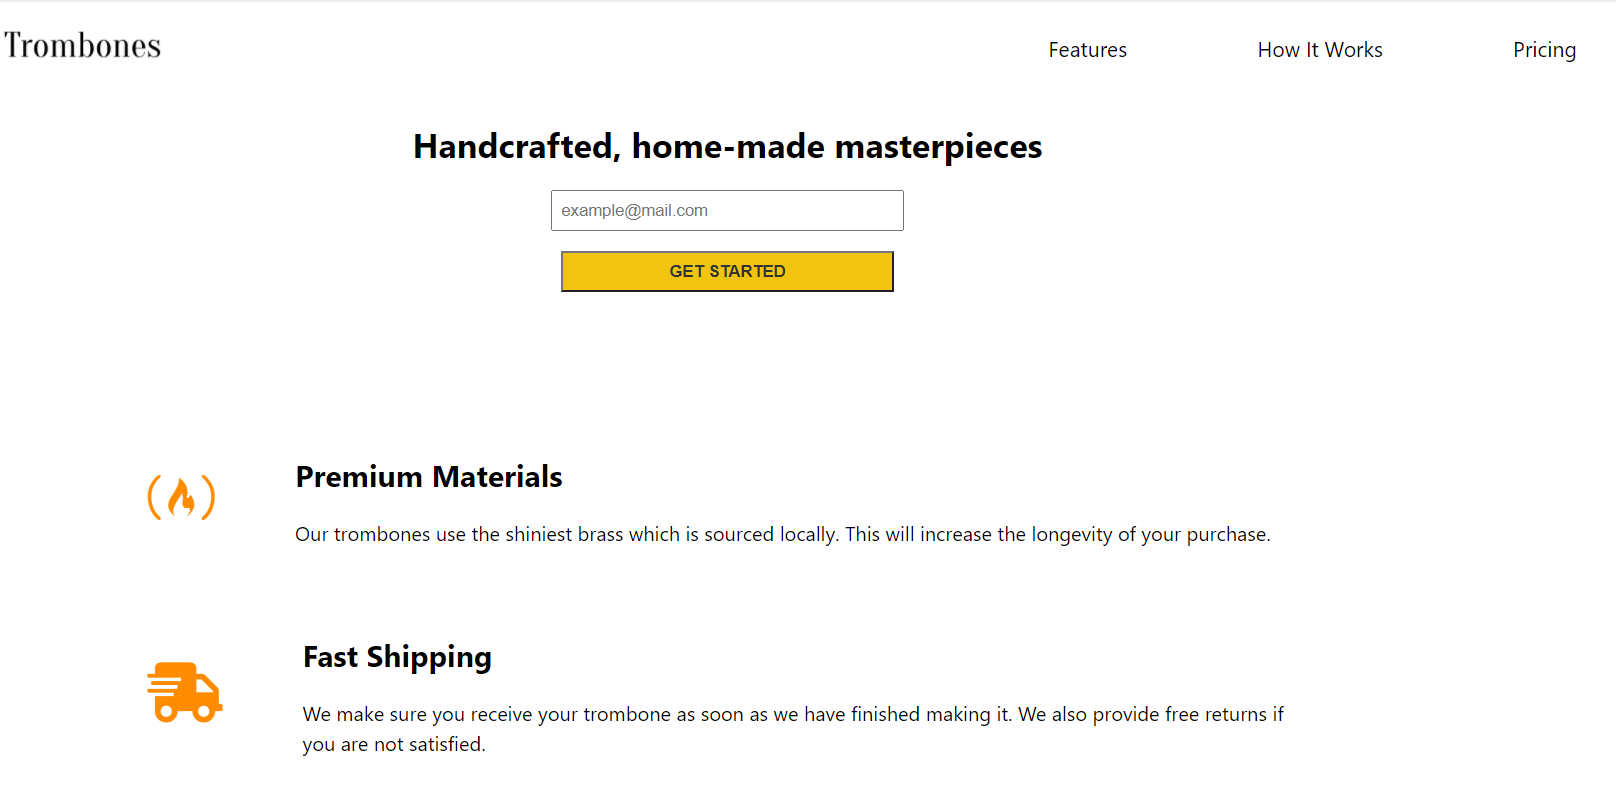 Trombones
Features
How It Works
Pricing
Handcrafted, home-made masterpieces
example@mail.com
GET STARTED
Premium Materials
Our trombones use the shiniest brass which is sourced locally. This will increase the longevity of your purchase.
Fast Shipping
We make sure you receive your trombone as soon as we have finished making it. We also provide free returns if
you are not satisfied.